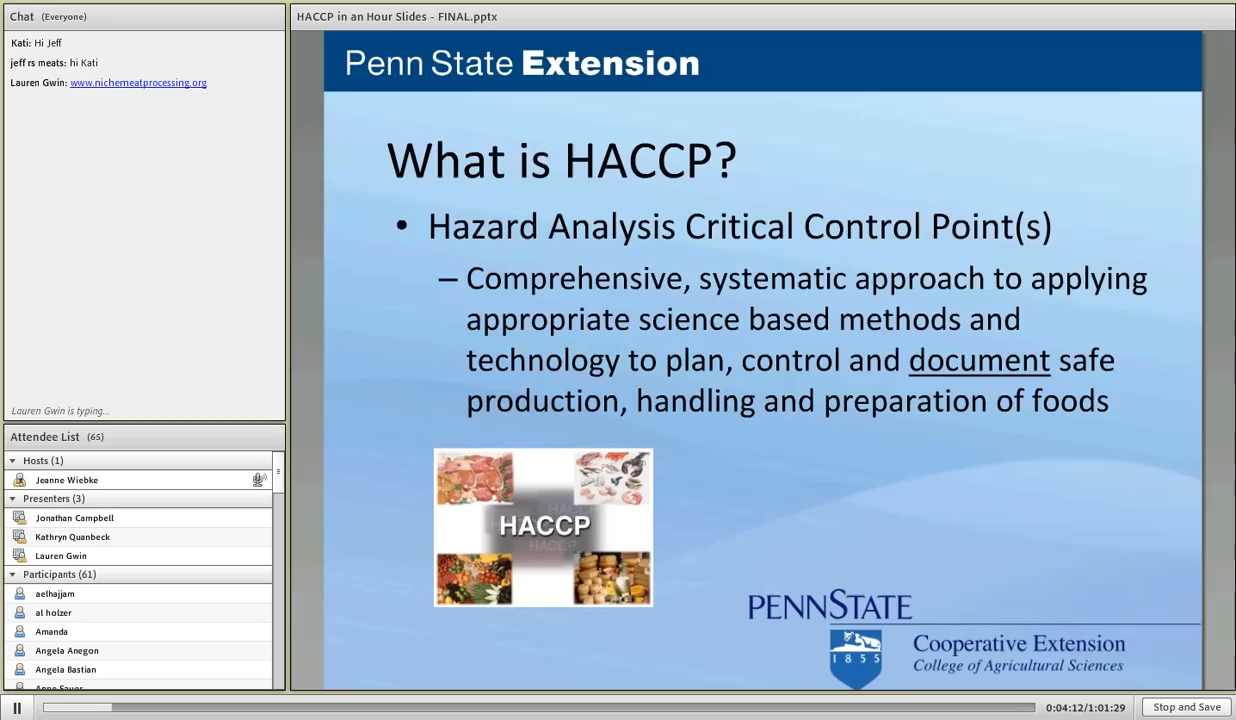 Chat (Everyone)
Kati: Hi Jeff
jeff rs meats: hi Kati
Lauren Gwin: www.nichemeatprocessing.org
Lauren Gwin is typing...
Attendee List (65)
Hosts (1)
Jeanne Wiebke
Presenters (3)
Jonathan Campbell
Kathryn Quanbeck
Lauren Gwin
Participants (61)
aelhajjam
al holzer
Amanda
Angela Anegon
Angela Bastian
Anne Sauer
HACCP in an Hour Slides - FINAL.pptx
Penn State Extension
What is HACCP?
• Hazard Analysis Critical Control Point(s)
– Comprehensive, systematic approach to applying
appropriate science based methods and
technology to plan, control and document safe
production, handling and preparation of foods
HACCP
HACCP
HACCP
PENNSTATE
1855
Cooperative Extension
College of Agricultural Sciences
0:04:12/1:01:29
Stop and Save